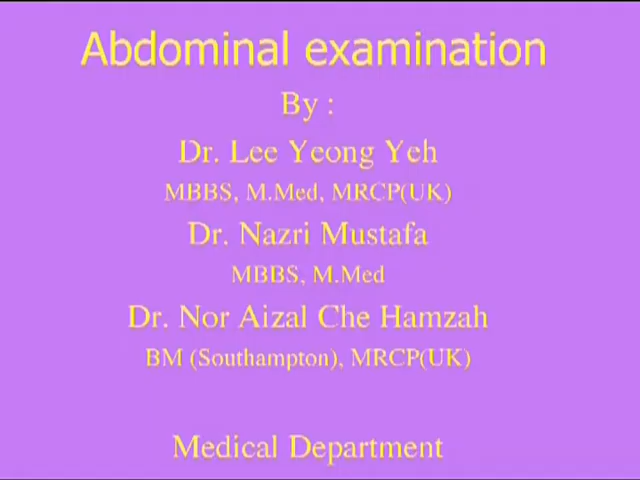 Abdominal examination
By :
Dr. Lee Yeong Yeh
MBBS, M.Med, MRCP(UK)
Dr. Nazri Mustafa
MBBS, M.Med
Dr. Nor Aizal Che Hamzah
BM (Southampton), MRCP(UK)
Medical Department